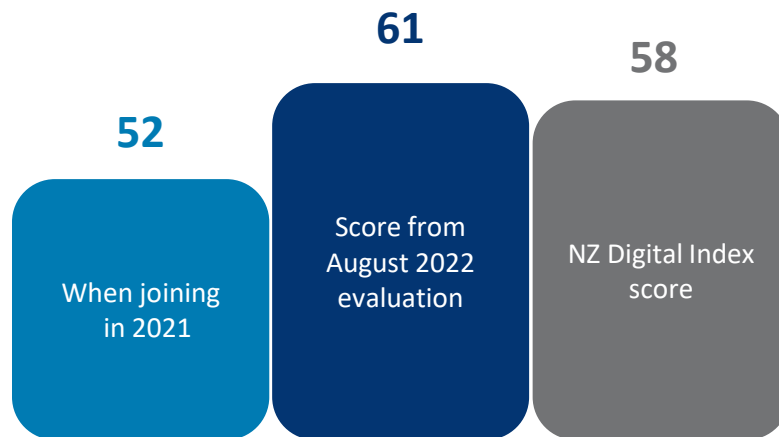 61
58
52
Score from
August 2022
evaluation
NZ Digital Index
score
When joining
in 2021